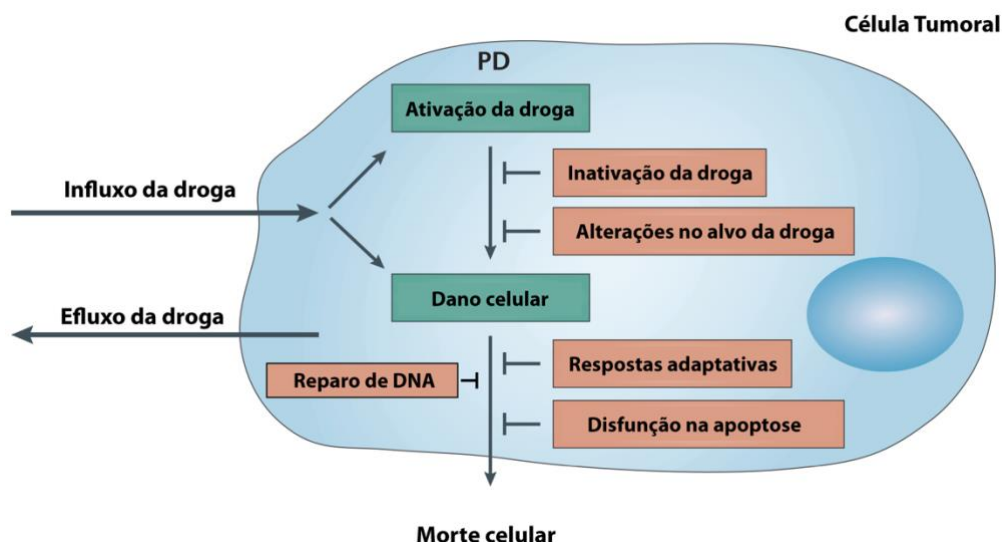 Célula Tumoral
PD
Ativação da droga
Inativação da droga
Influxo da droga
Alterações no alvo da droga
Dano celular
Efluxo da droga
Respostas adaptativas
Reparo de DNA
Disfunção na apoptose
Morte celular